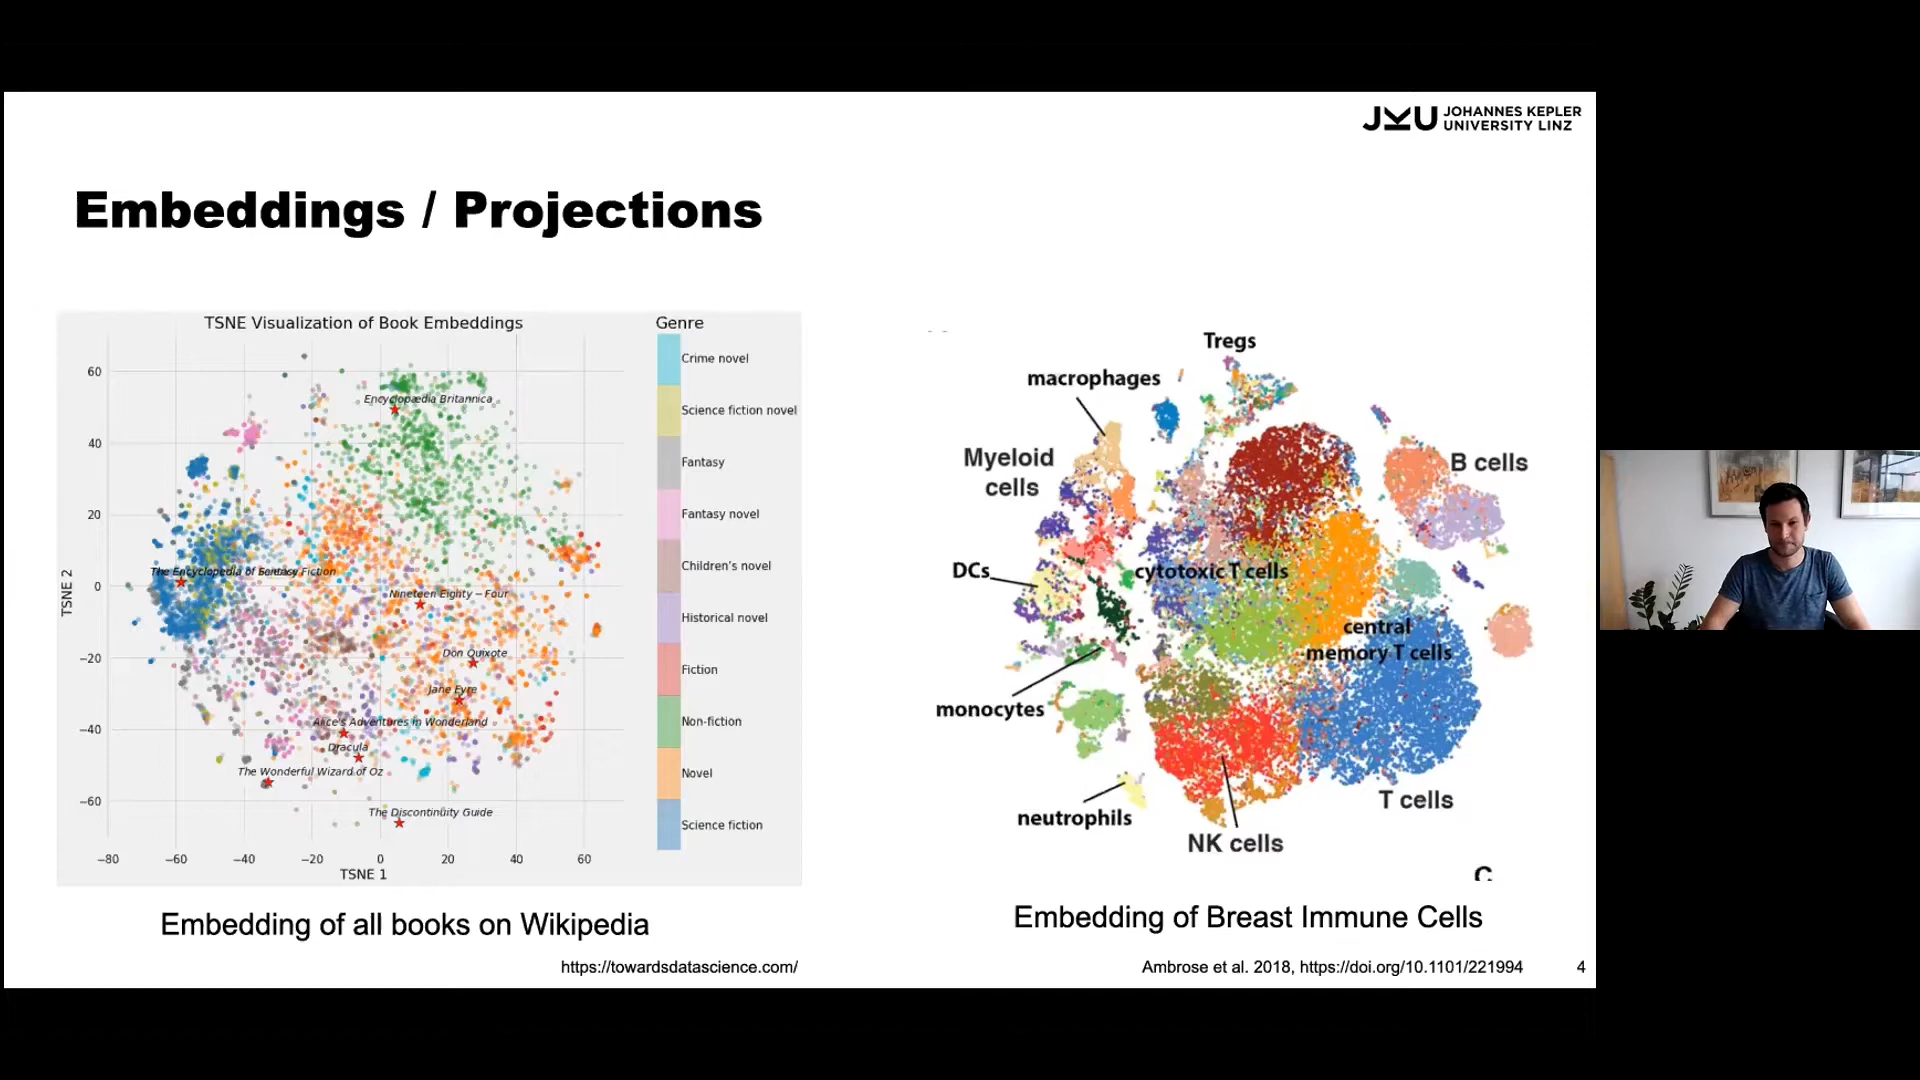 JKU JOHANNES KEPLER
UNIVERSITY LINZ
Embeddings / Projections
TSNE Visualization of Book Embeddings
Genre
Crime novel
Science fiction novel
Fantasy
Fantasy novel
Children's novel
Historical novel
Fiction
Non-fiction
Novel
Science fiction
TSNE 2
60
40
20
0
−20
−40
−60
Encyclopædia Britannica
The Encyclopedia of Fiction
Nineteen Eighty−Four
Don Quixote
Jane Eyre
Alice's Adventures in Wonderland
Dracula
The Wonderful Wizard of Oz
The Discontinuity Guide
−80 −60 −40 −20 0 20 40 60
TSNE 1
Embedding of all books on Wikipedia
https://towardsdatascience.com/
Tregs
macrophages
Myeloid
cells
B cells
DCs
cytotoxic T cells
central
memory T cells
monocytes
neutrophils
T cells
NK cells
C
Embedding of Breast Immune Cells
Ambrose et al. 2018, https://doi.org/10.1101/221994
4